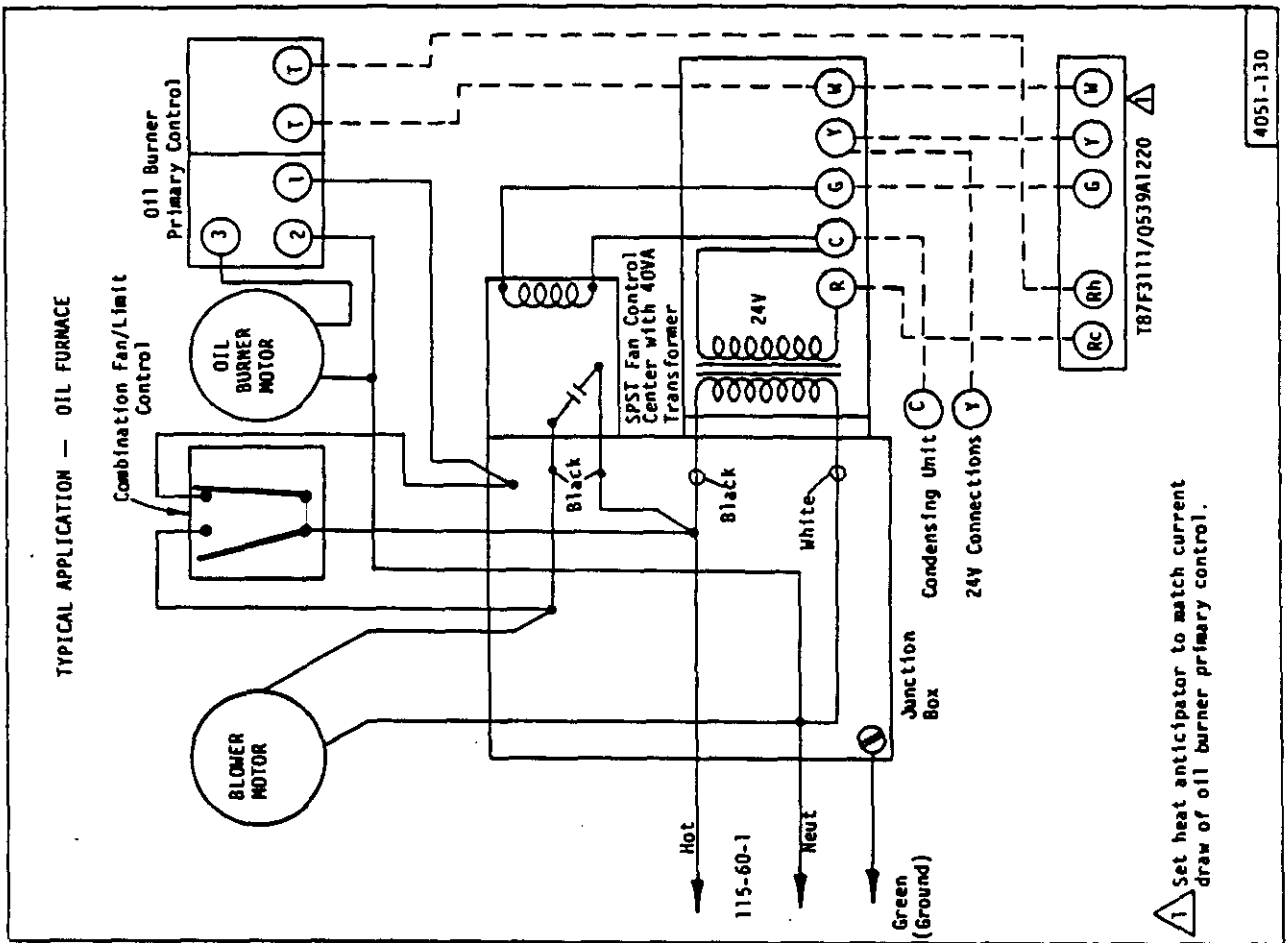 TYPICAL APPLICATION — OIL FURNACE
Combination Fan/Limit
Control
Oil Burner
Primary Control
BLOWER
MOTOR
OIL
BURNER
MOTOR
3
2
1
T
T
Black
SPST Fan Control
Center with 40VA
Transformer
Black
White
24V
R
C
G
Y
W
Hot
115-60-1
Neut
Green
(Ground)
Junction
Box
Condensing Unit
C
24V Connections
Y
Rc
Rh
G
Y
W
T87F3111/Q539A1220
1
1
Set heat anticipator to match current
draw of oil burner primary control.
4051-130